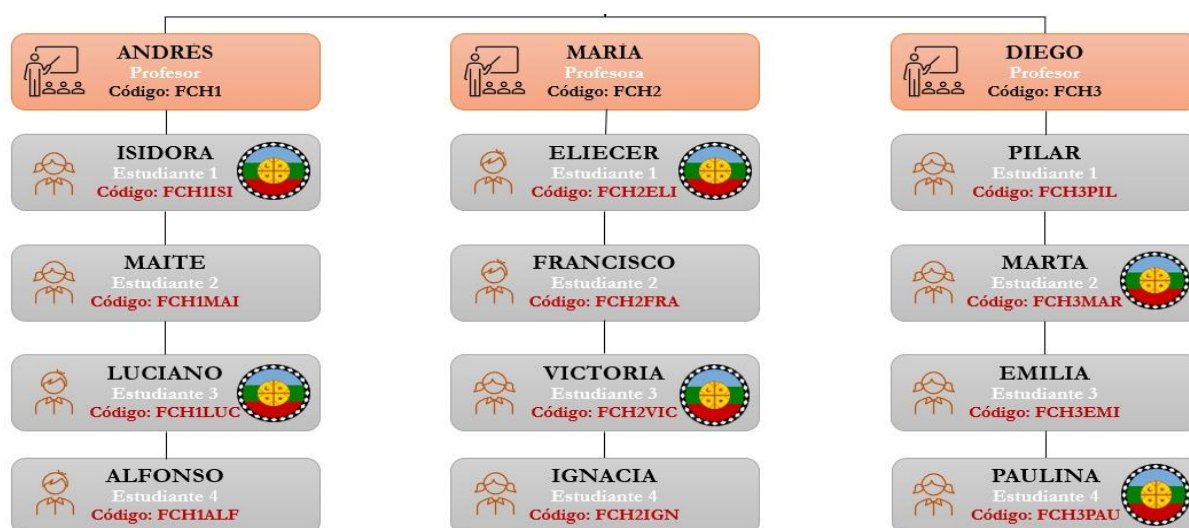 ANDRÉS
Profesor
Código: FCH1
ISIDORA
Estudiante 1
Código: FCH1ISI
MAITE
Estudiante 2
Código: FCH1MAI
LUCIANO
Estudiante 3
Código: FCH1LUC
ALFONSO
Estudiante 4
Código: FCH1ALF
MARÍA
Profesora
Código: FCH2
ELIECER
Estudiante 1
Código: FCH2ELI
FRANCISCO
Estudiante 2
Código: FCH2FRA
VICTORIA
Estudiante 3
Código: FCH2VIC
IGNACIA
Estudiante 4
Código: FCH2IGN
DIEGO
Profesor
Código: FCH3
PILAR
Estudiante 1
Código: FCH3PIL
MARTA
Estudiante 2
Código: FCH3MAR
EMILIA
Estudiante 3
Código: FCH3EMI
PAULINA
Estudiante 4
Código: FCH3PAU